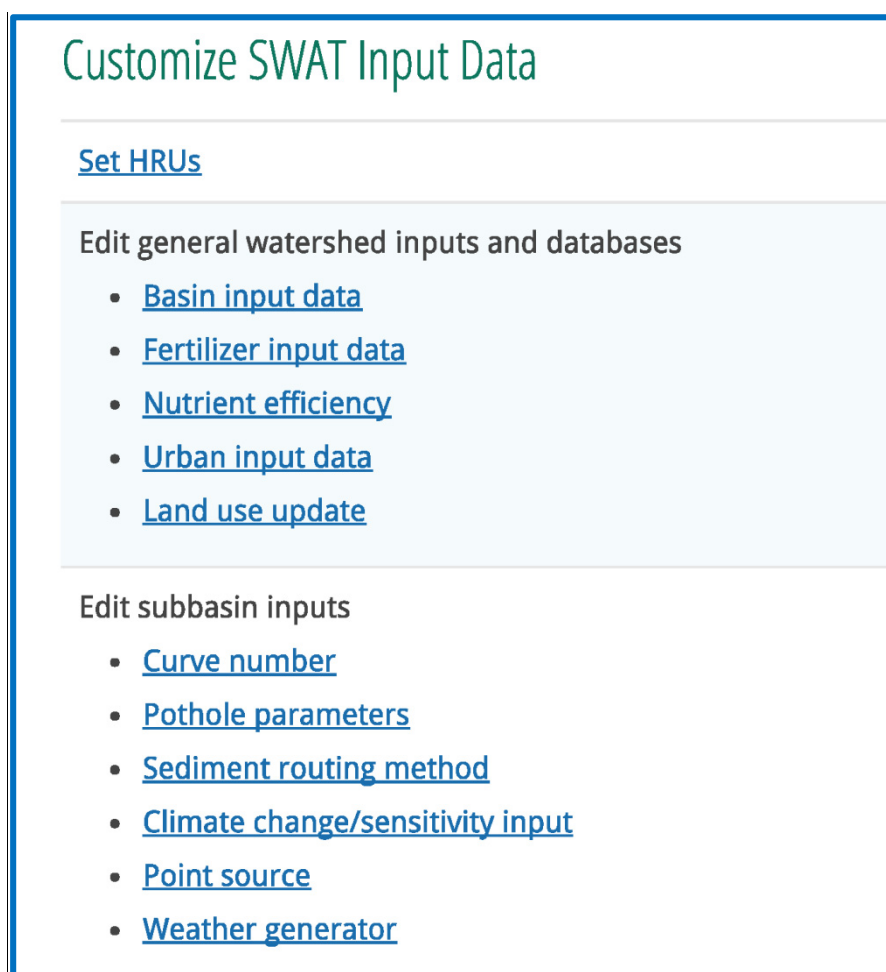 Customize SWAT Input Data
Set HRUs
Edit general watershed inputs and databases
• Basin input data
• Fertilizer input data
• Nutrient efficiency
• Urban input data
• Land use update
Edit subbasin inputs
• Curve number
• Pothole parameters
• Sediment routing method
• Climate change/sensitivity input
• Point source
• Weather generator